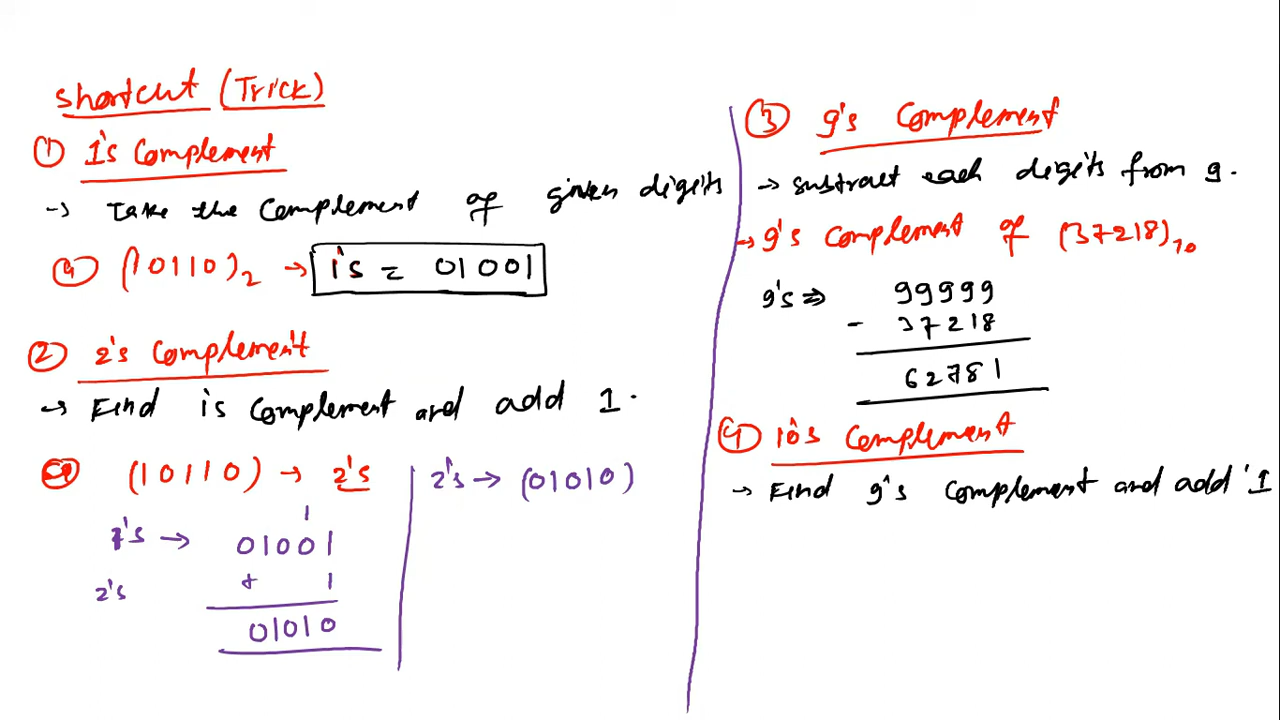 shortcut (Trick)
① 1's Complement
→ Take the complement of given digits
(10110)₂ → 1's = 01001
② 2's Complement
→ Find 1s complement and add 1.
(10110) → 2's
1's → 01001
1
2's + 1
01010
2's → (01010)
③ 9's Complement
→ subtract each digits from 9.
→ 9's complement of (37218)₁₀
9's ⇒ 99999
- 37218
62781
④ 10's Complement
→ Find 9's complement and add '1